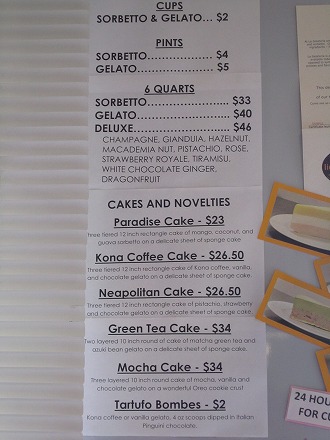 CUPS
SORBETTO & GELATO... $2
PINTS
SORBETTO.................... $4
GELATO.................... $5
6 QUARTS
SORBETTO....................... $33
GELATO......................... $40
DELUXE......................... $46
CHAMPAGNE, GIANDUIA, HAZELNUT,
MACADEMIA NUT, PISTACHIO, ROSE,
STRAWBERRY ROYALE, TIRAMISU,
WHITE CHOCOLATE GINGER,
DRAGONFRUIT
CAKES AND NOVELTIES
Paradise Cake - $23
Three tiered 12 inch rectangle cake of mango, coconut, and
guava sorbetto on a delicate sheet of sponge cake.
Kona Coffee Cake - $26.50
Three tiered 12 inch rectangle cake of Kona coffee, vanilla,
and chocolate gelato on a delicate sheet of sponge cake.
Neapolitan Cake - $26.50
Three tiered 12 inch rectangle cake of pistachio, strawberry
and chocolate gelato on a delicate sheet of sponge cake.
Green Tea Cake - $34
Two layered 10 inch round of matcha green tea and
azuki bean gelato on a delicate sheet of sponge cake.
Mocha Cake - $34
Three layered 10 inch round cake of mocha, vanilla and
chocolate gelato on a wonderful Oreo cookie crust
Tartufo Bombes - $2
Kona coffee or vanilla gelato, 4 oz scoops dipped in Italian
Pinguini chocolate.
24 HOU
FOR C